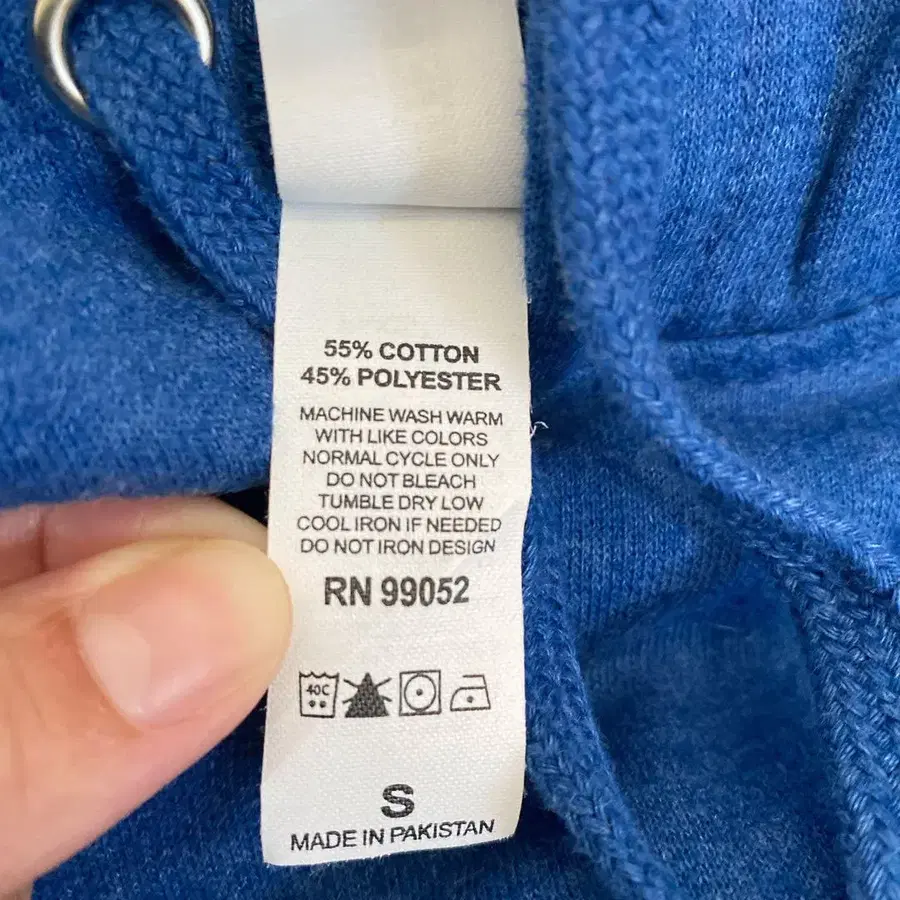 55% COTTON
45% POLYESTER
MACHINE WASH WARM
WITH LIKE COLORS
NORMAL CYCLE ONLY
DO NOT BLEACH
TUMBLE DRY LOW
COOL IRON IF NEEDED
DO NOT IRON DESIGN
RN 99052
40C
S
MADE IN PAKISTAN